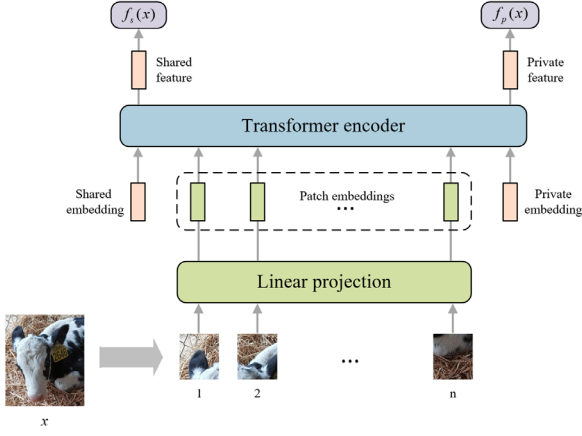 f_s(x)
f_p(x)
Shared
feature
Private
feature
Transformer encoder
Shared
embedding
Patch embeddings
...
Private
embedding
Linear projection
...
1
2
n
x